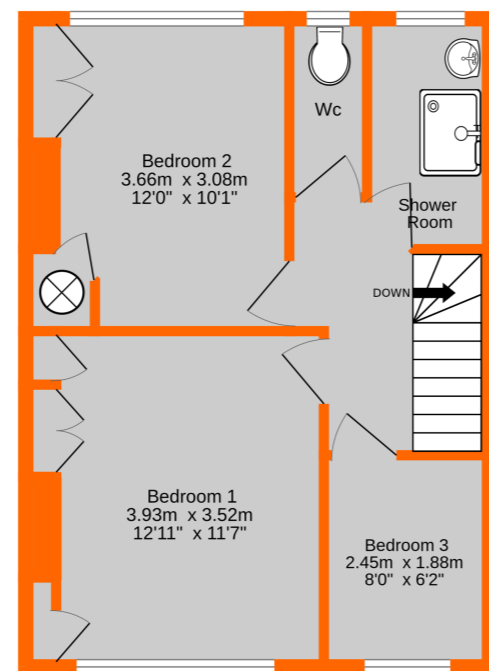 Wc
Bedroom 2
3.66m x 3.08m
12'0" x 10'1"
Shower
Room
DOWN
Bedroom 1
3.93m x 3.52m
12'11" x 11'7"
Bedroom 3
2.45m x 1.88m
8'0" x 6'2"